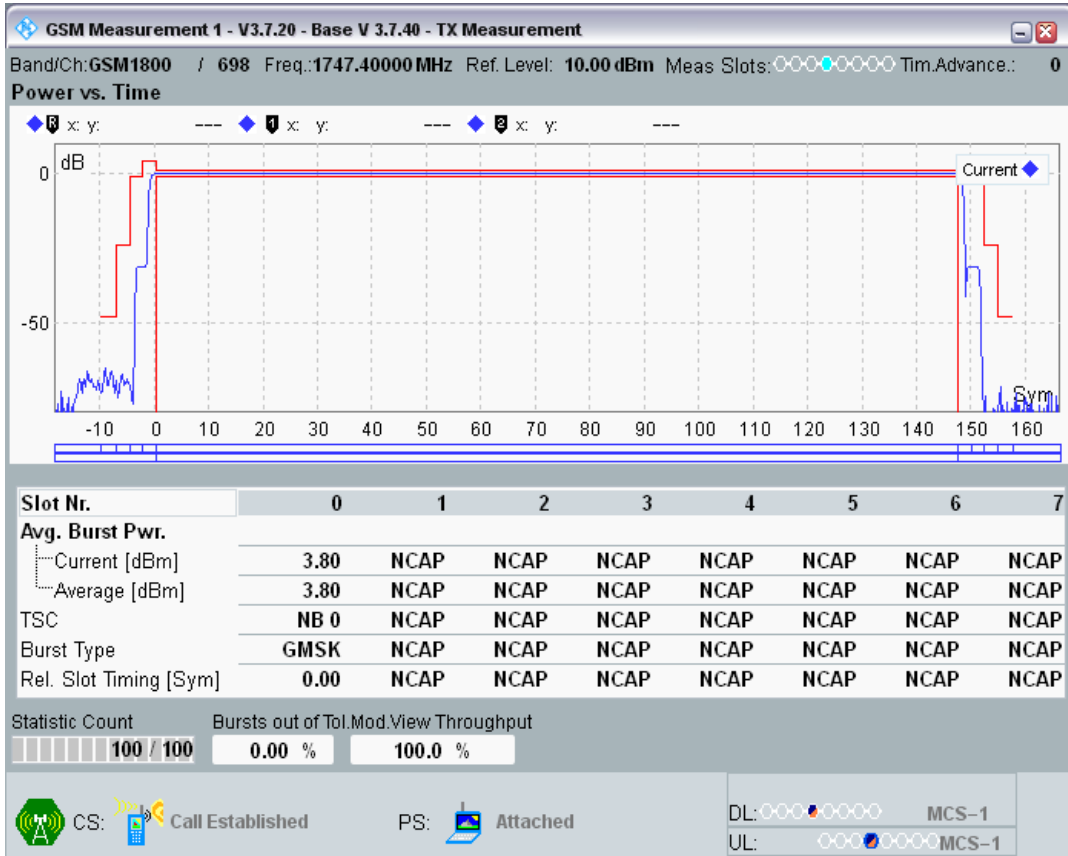 GSM Measurement 1 - V3.7.20 - Base V 3.7.40 - TX Measurement
Band/Ch:GSM1800 / 698 Freq.:1747.40000 MHz Ref. Level: 10.00 dBm Meas Slots: Tim.Advance.: 0
Power vs. Time
R x: y: --- 1 x: y: --- 2 x: y: ---
dB
Current
0
-50
Sym
-10 0 10 20 30 40 50 60 70 80 90 100 110 120 130 140 150 160
Slot Nr. 0 1 2 3 4 5 6 7
Avg. Burst Pwr.
Current [dBm] 3.80 NCAP NCAP NCAP NCAP NCAP NCAP NCAP
Average [dBm] 3.80 NCAP NCAP NCAP NCAP NCAP NCAP NCAP
TSC NB 0 NCAP NCAP NCAP NCAP NCAP NCAP NCAP
Burst Type GMSK NCAP NCAP NCAP NCAP NCAP NCAP NCAP
Rel. Slot Timing [Sym] 0.00 NCAP NCAP NCAP NCAP NCAP NCAP NCAP
Statistic Count Bursts out of Tol.Mod.View Throughput
100 / 100 0.00 % 100.0 %
CS: Call Established PS: Attached
DL: MCS-1
UL: MCS-1